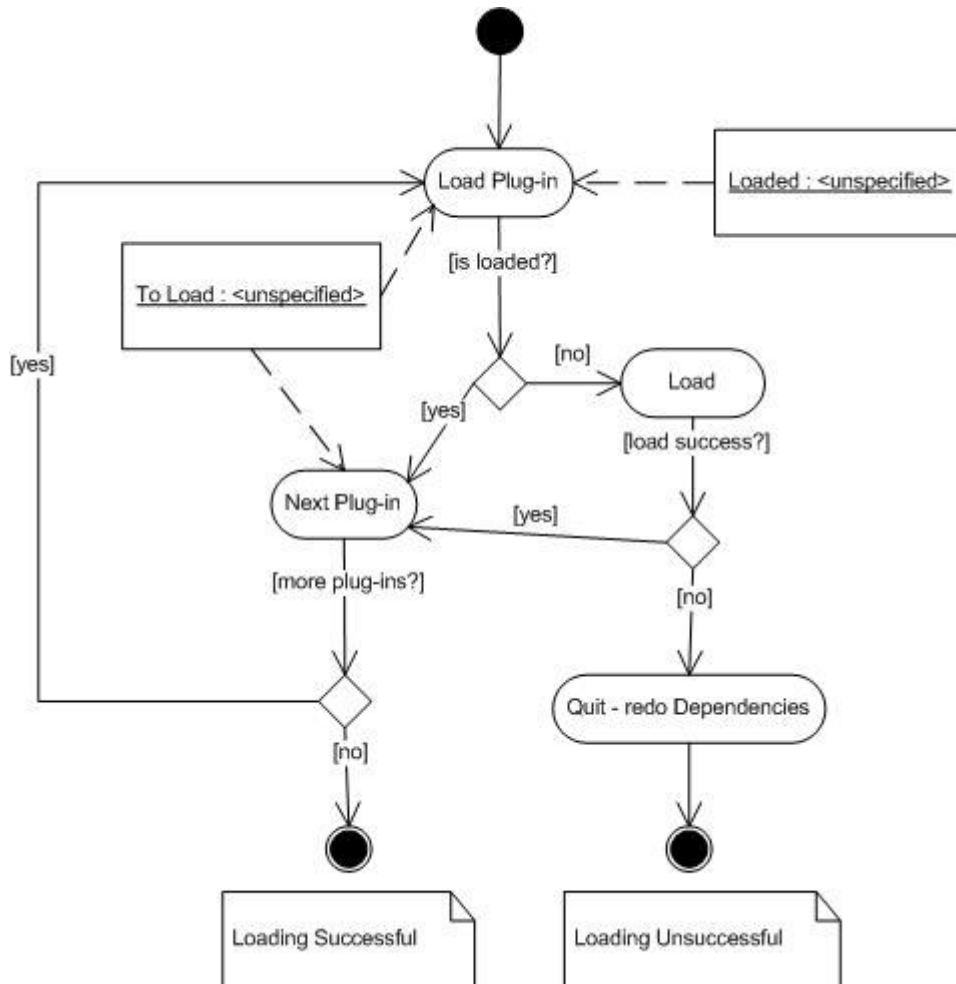 Load Plug-in
Loaded : <unspecified>
[is loaded?]
To Load : <unspecified>
[yes]
[no]
Load
[yes]
[load success?]
Next Plug-in
[yes]
[more plug-ins?]
[no]
Quit - redo Dependencies
[no]
Loading Successful
Loading Unsuccessful